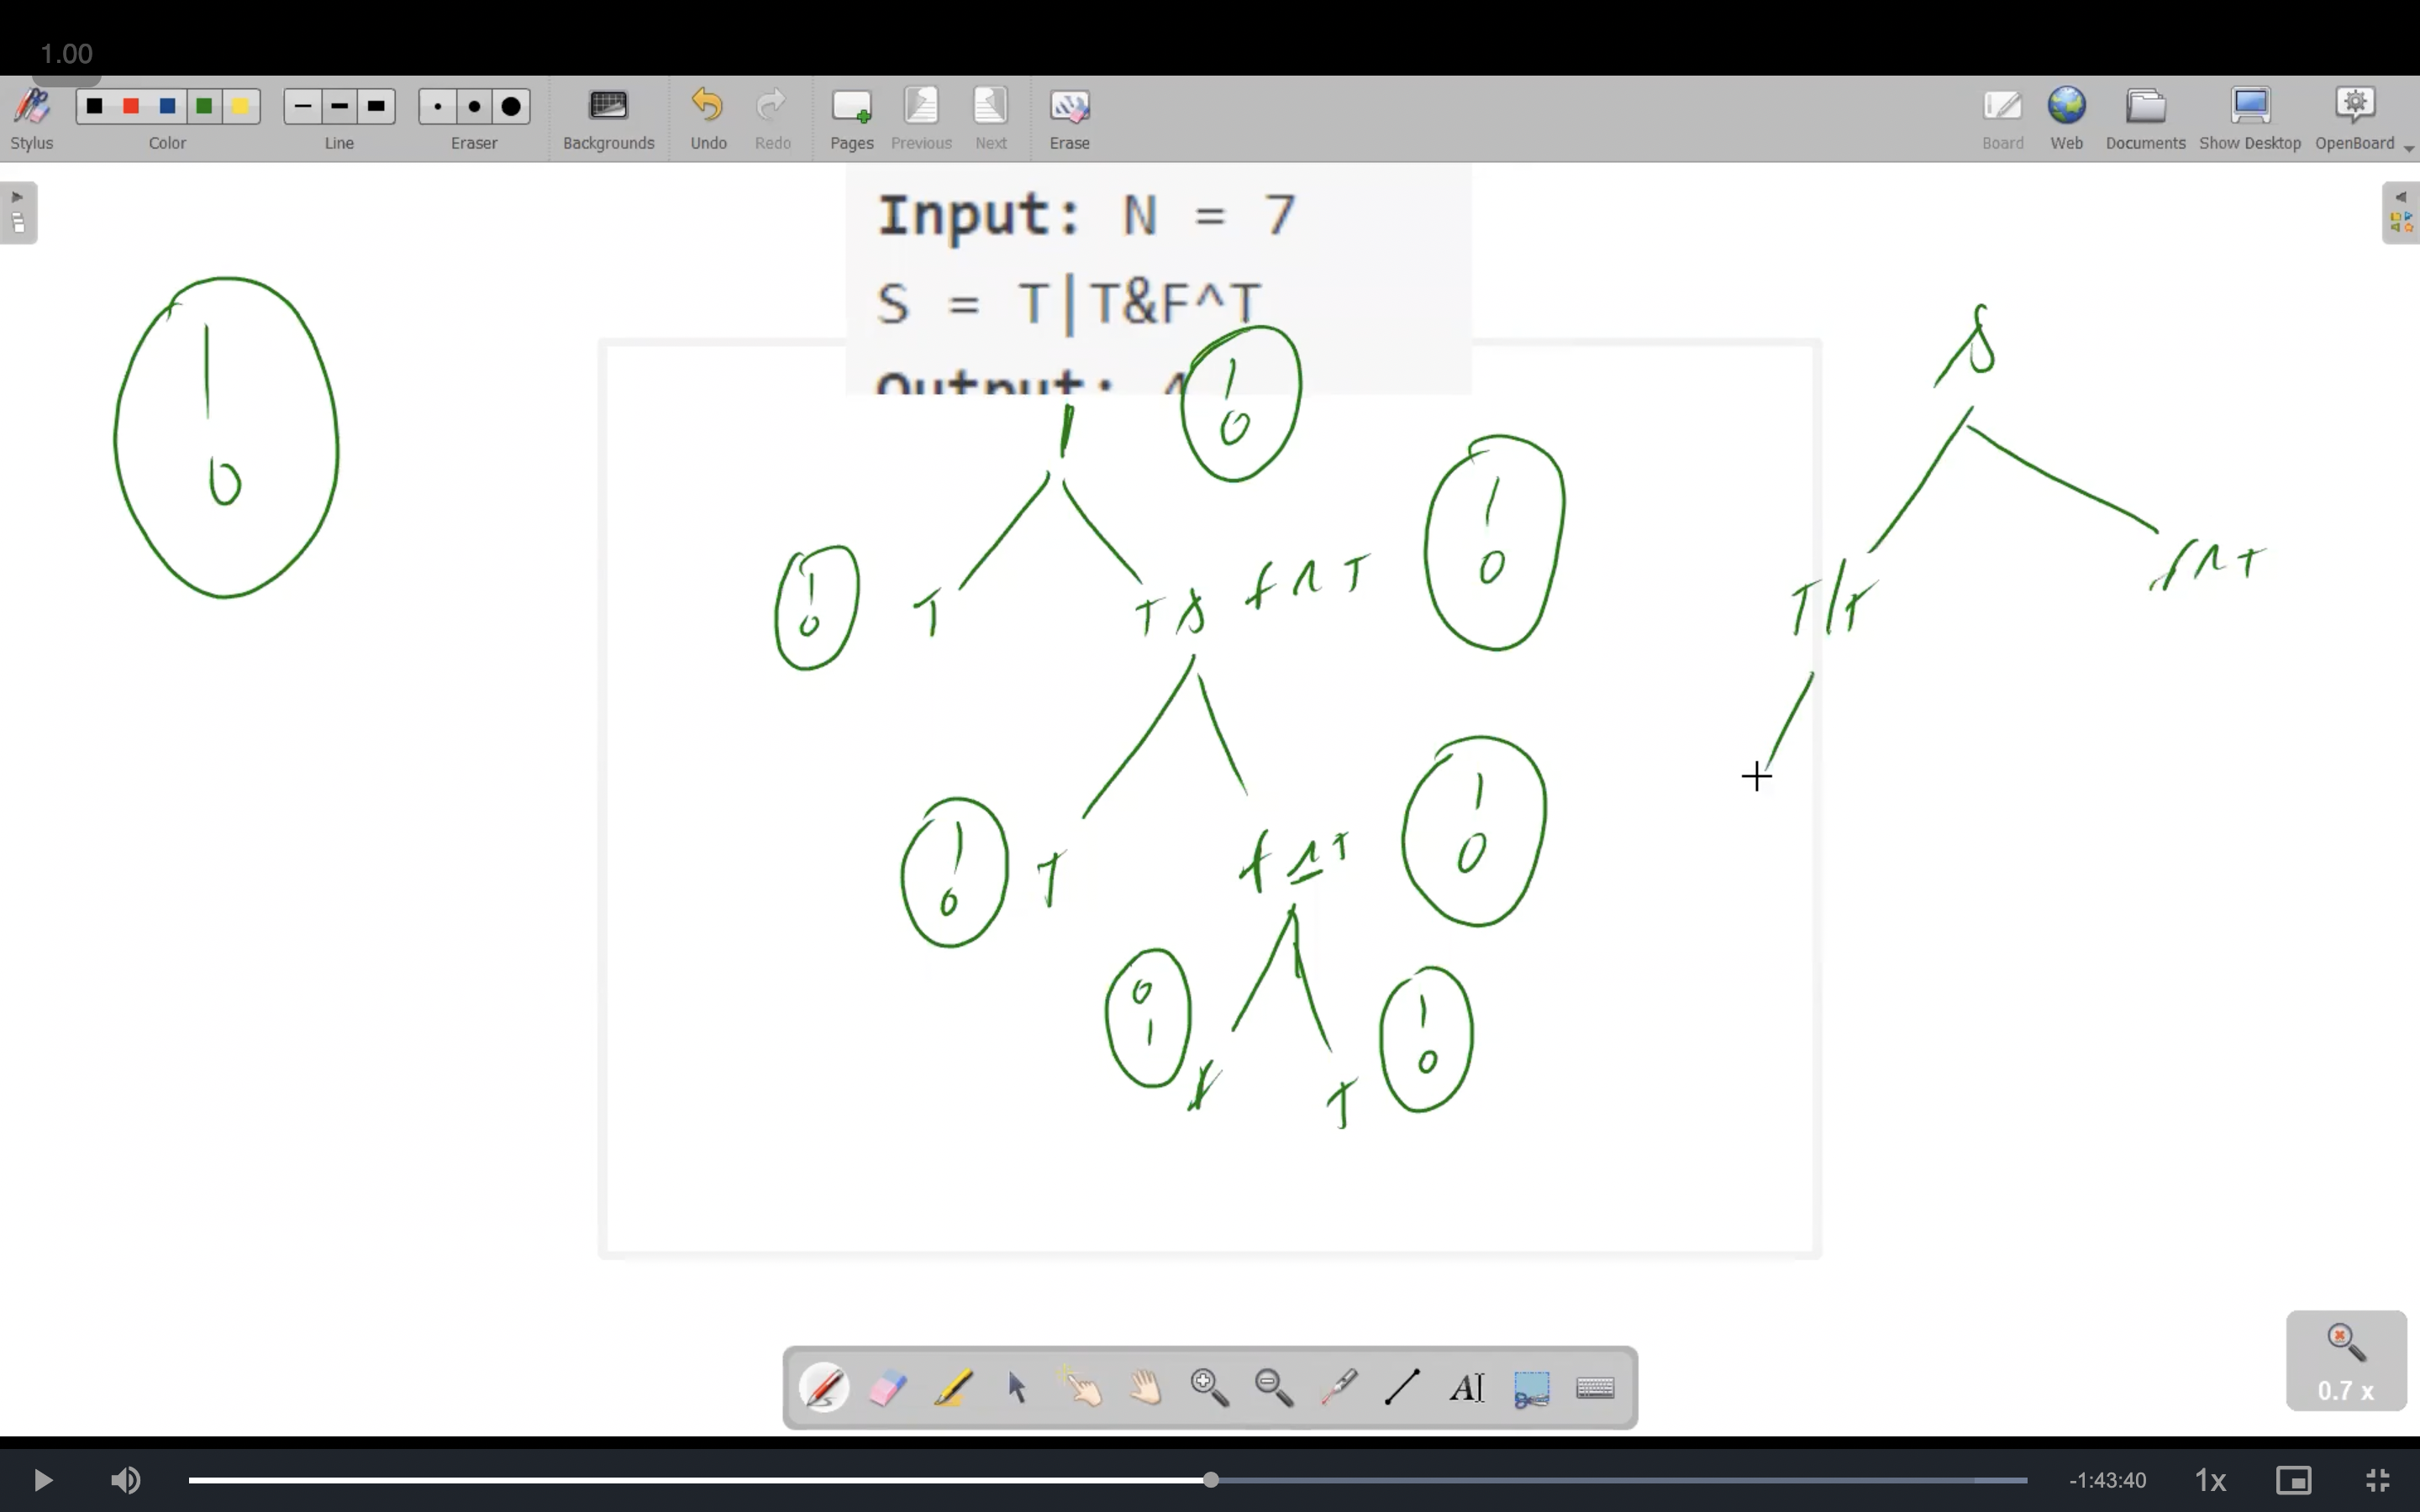 1.00
Stylus Color Line Eraser Backgrounds Undo Redo Pages Previous Next Erase Board Web Documents Show Desktop OpenBoard
Input: N = 7
S = T|T&F^T
Output: 4
1
0
1
0
|
&
1
0
1
0
T
T & F ^ T
F ^ T
T|T
1
0
T
F ^ T
1
0
0
1
F
T
1
0
0.7 x
-1:43:40
1x